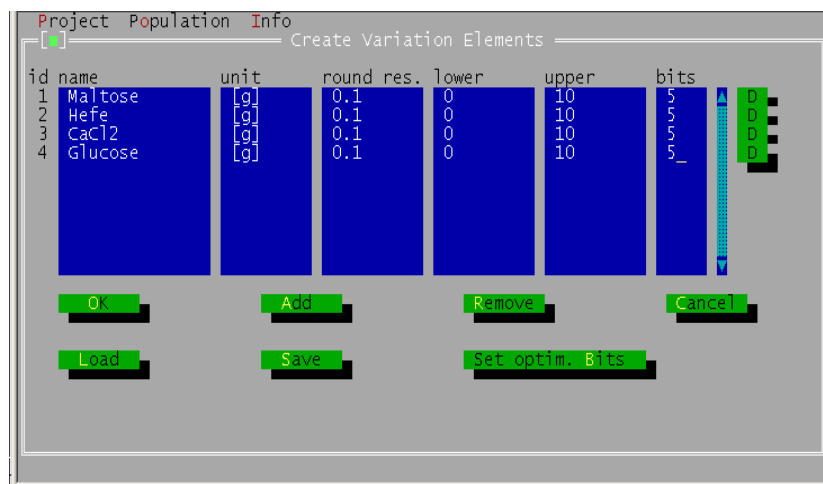 Project Population Info
[■] Create Variation Elements
id name unit round res. lower upper bits
1 Maltose [g] 0.1 0 10 5 D
2 Hefe [g] 0.1 0 10 5 D
3 CaCl2 [g] 0.1 0 10 5 D
4 Glucose [g] 0.1 0 10 5_ D
OK Add Remove Cancel
Load Save Set optim. Bits